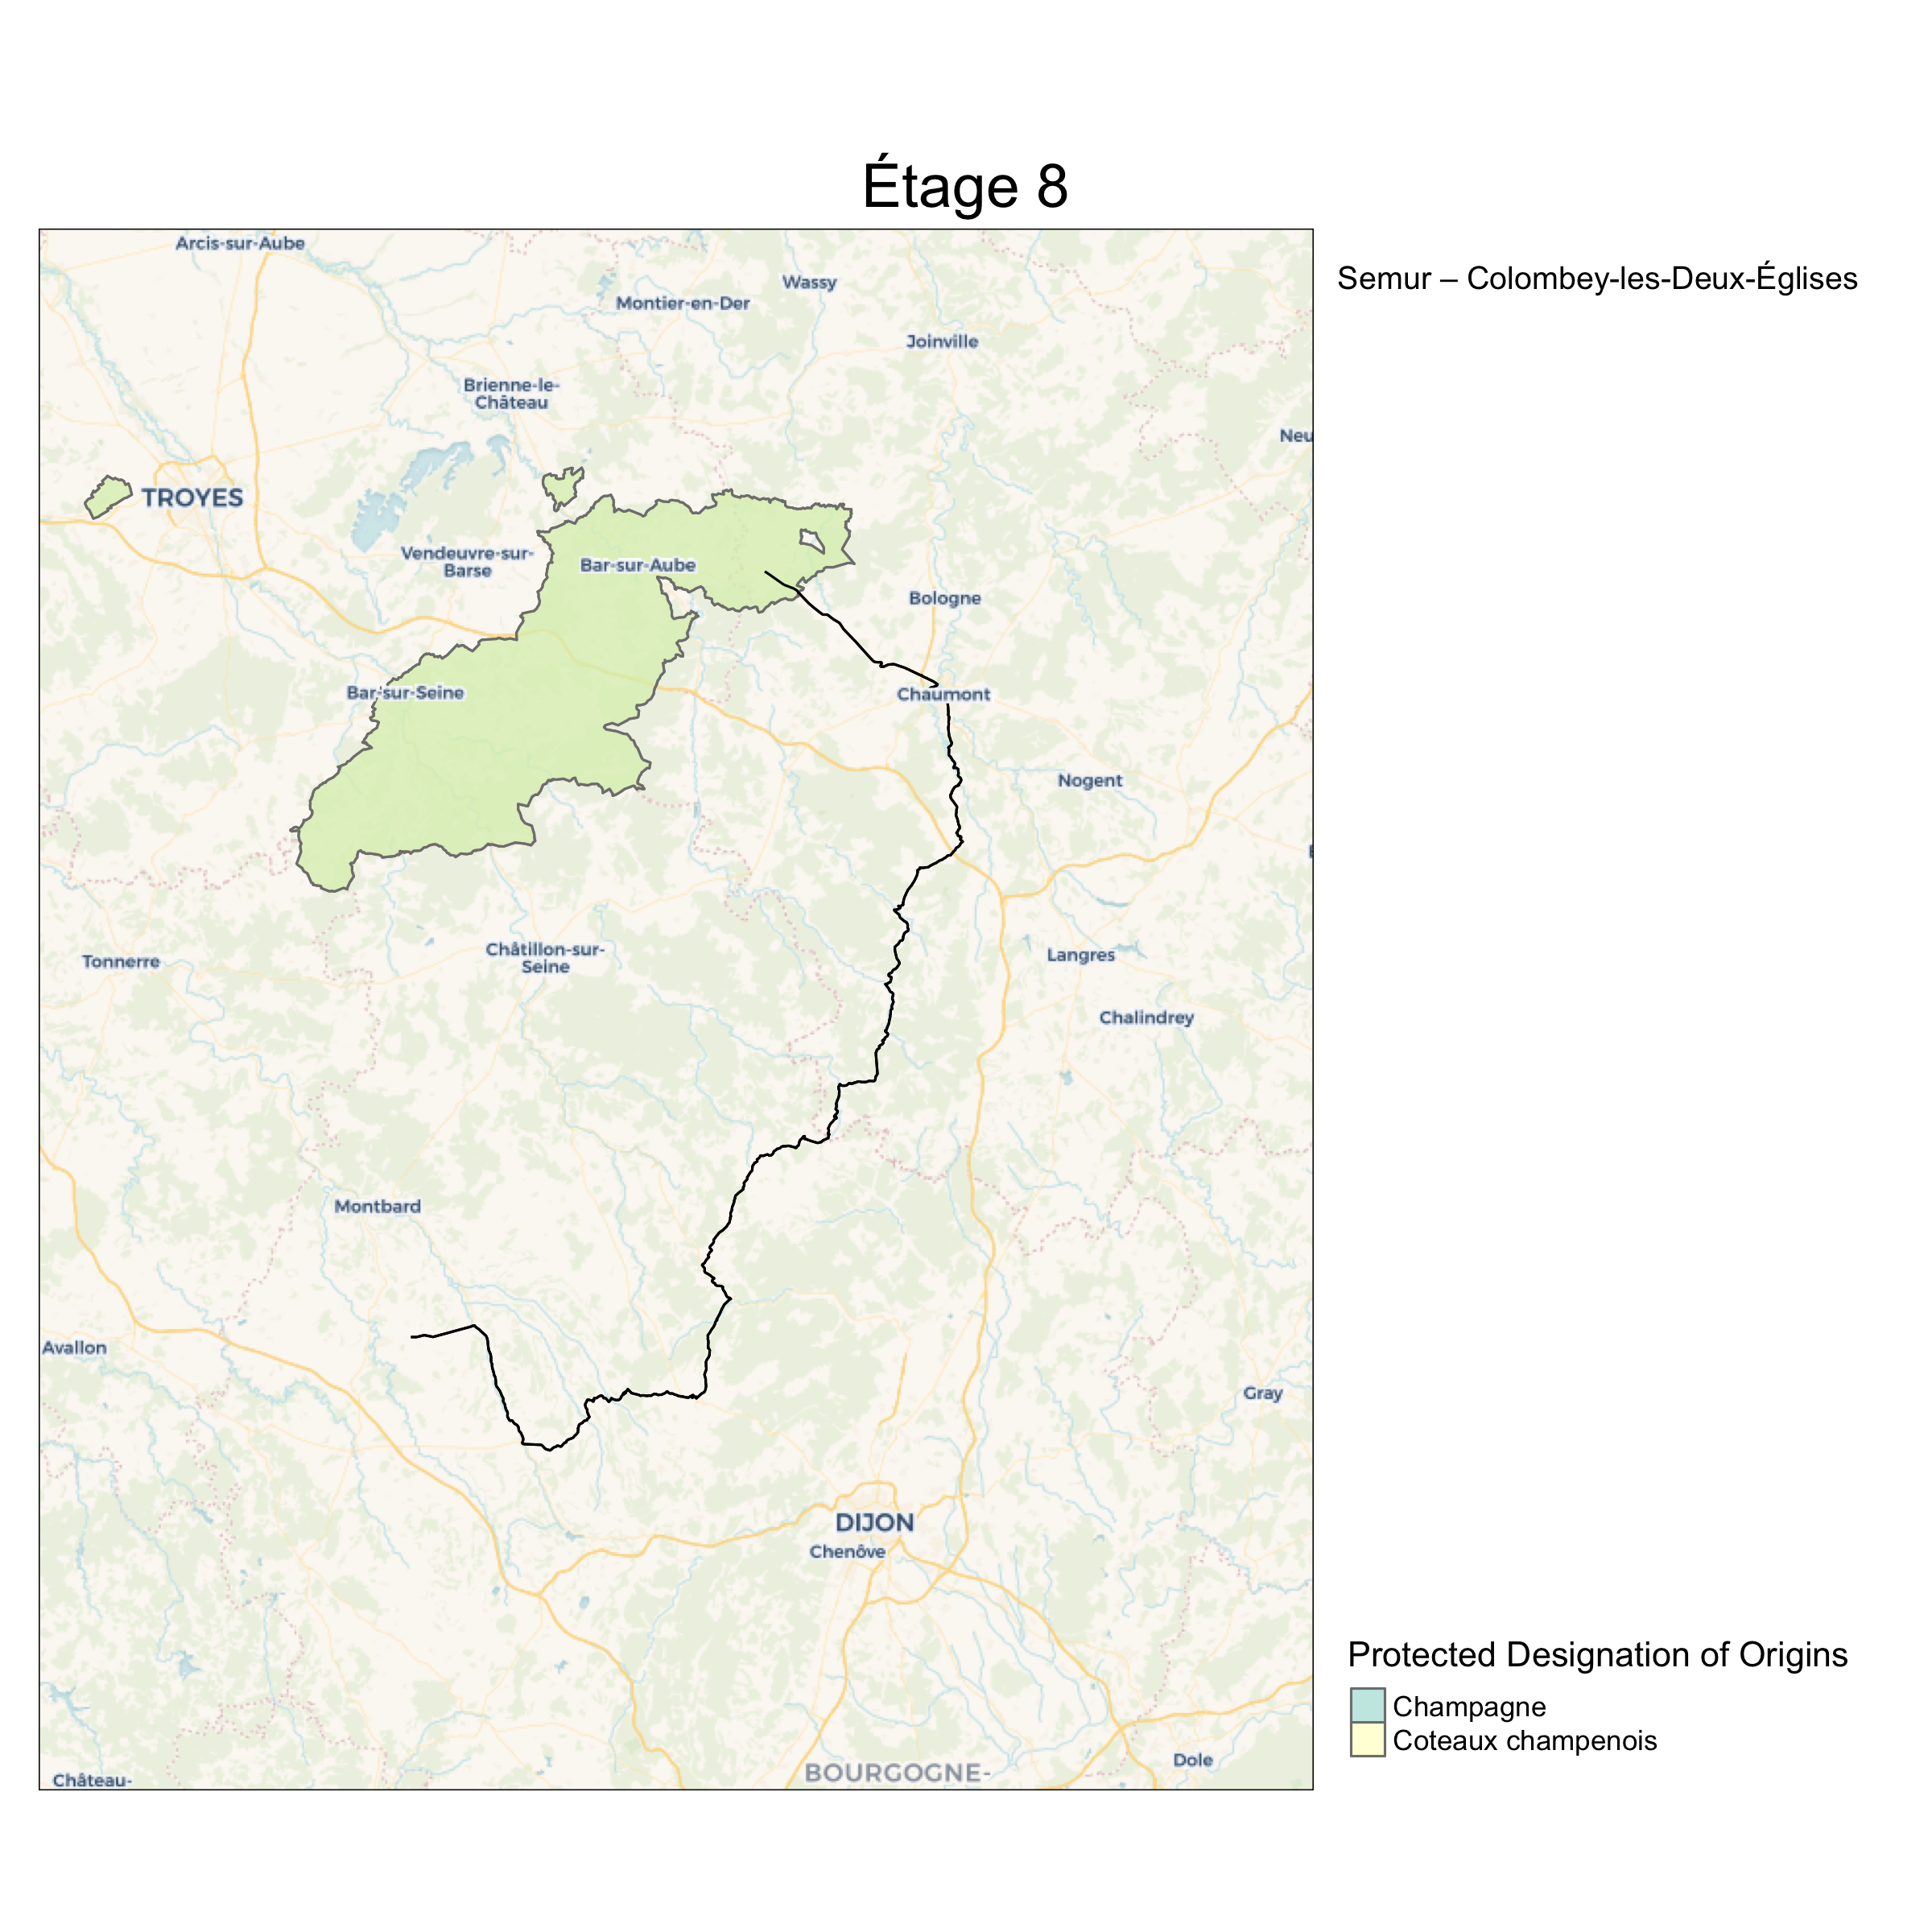 Étage 8
Semur – Colombey-les-Deux-Églises
Arcis-sur-Aube
Wassy
Montier-en-Der
Joinville
Brienne-le-
Château
Neu
TROYES
Vendeuvre-sur-
Barse
Bar-sur-Aube
Bologne
Bar-sur-Seine
Chaumont
Nogent
Châtillon-sur-
Seine
Tonnerre
Langres
Chalindrey
Montbard
Avallon
Gray
DIJON
Chenôve
Dole
BOURGOGNE-
Château-
Protected Designation of Origins
Champagne
Coteaux champenois